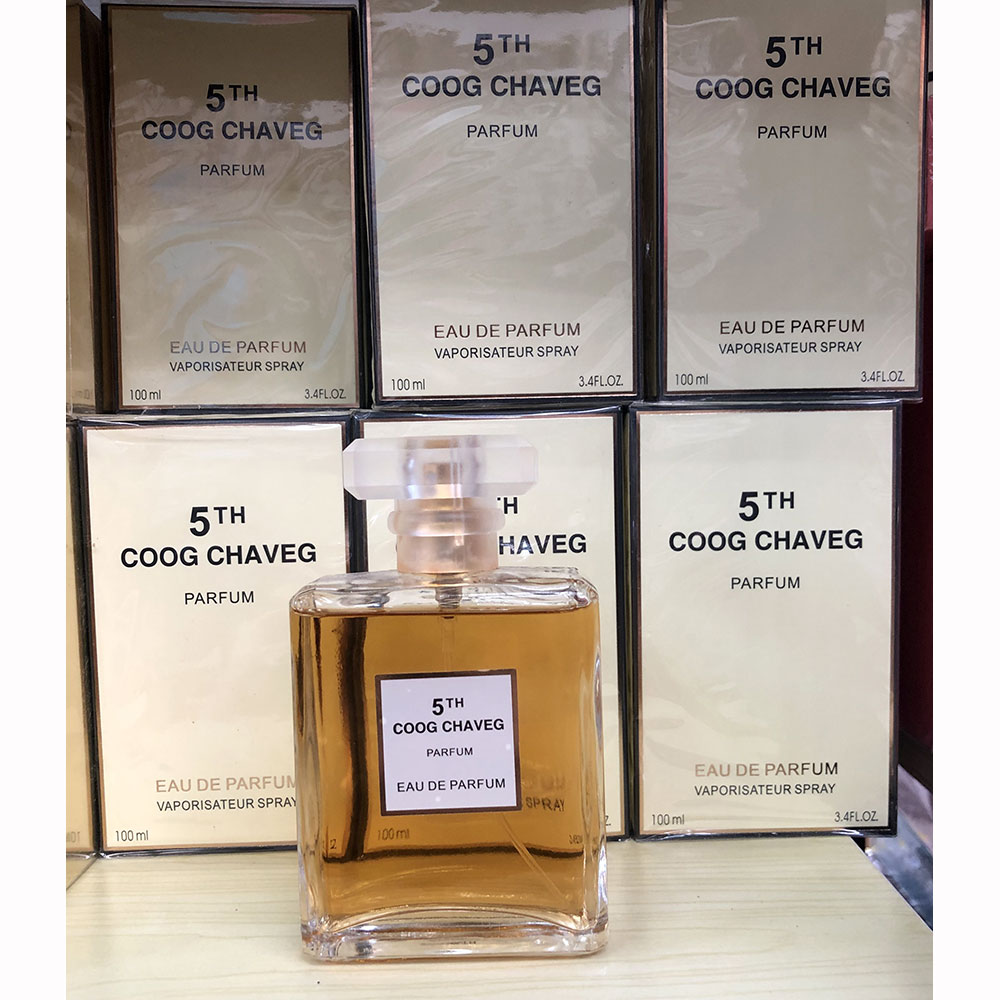 5TH
COOG CHAVEG
PARFUM
EAU DE PARFUM
VAPORISATEUR SPRAY
100 ml 3.4FL.OZ.
5TH
COOG CHAVEG
PARFUM
EAU DE PARFUM
VAPORISATEUR SPRAY
100 ml 3.4FL.OZ.
5TH
COOG CHAVEG
PARFUM
EAU DE PARFUM
VAPORISATEUR SPRAY
100 ml 3.4FL.OZ.
5TH
COOG CHAVEG
PARFUM
EAU DE PARFUM
VAPORISATEUR SPRAY
100 ml
TH
HAVEG
SPRAY
100 ml
5TH
COOG CHAVEG
PARFUM
EAU DE PARFUM
VAPORISATEUR SPRAY
100 ml 3.4FL.OZ.
5TH
COOG CHAVEG
PARFUM
EAU DE PARFUM